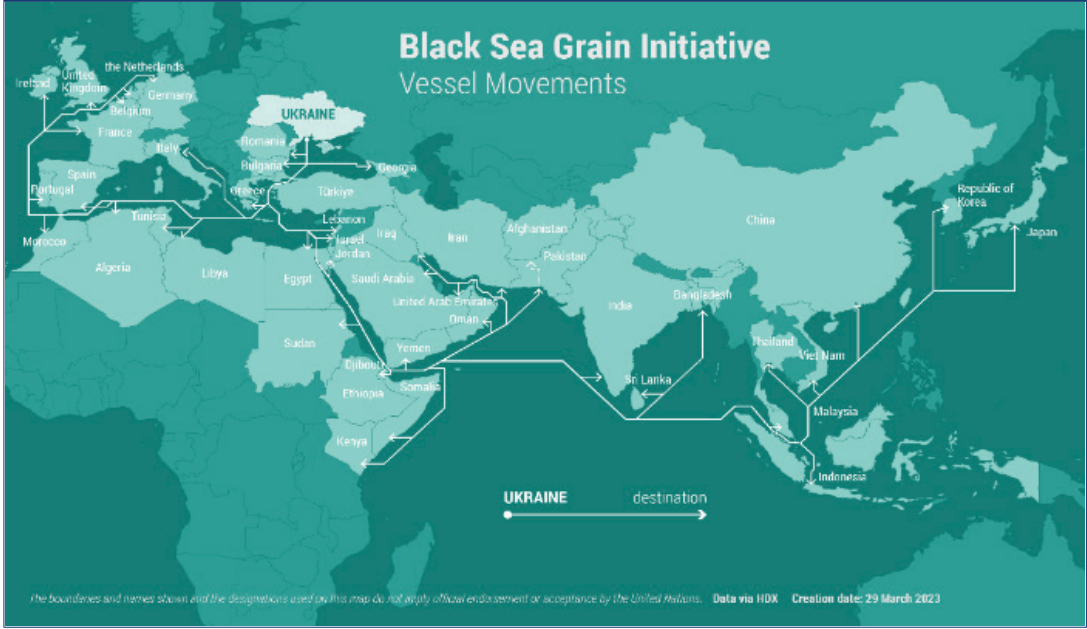 Black Sea Grain Initiative
Vessel Movements
the Netherlands
Ireland
United
Kingdom
Germany
Belgium
France
UKRAINE
Romania
Italy
Bulgaria
Georgia
Spain
Portugal
Greece
Türkiye
Tunisia
Lebanon
Morocco
Israel
Jordan
Iraq
Iran
Afghanistan
Pakistan
China
Republic of
Korea
Japan
Algeria
Libya
Egypt
Saudi Arabia
United Arab Emirates
Oman
India
Bangladesh
Sudan
Yemen
Djibouti
Thailand
Viet Nam
Ethiopia
Somalia
Sri Lanka
Malaysia
Kenya
Indonesia
UKRAINE destination
The boundaries and names shown and the designations used on this map do not imply official endorsement or acceptance by the United Nations. Data via HDX Creation date: 29 March 2023